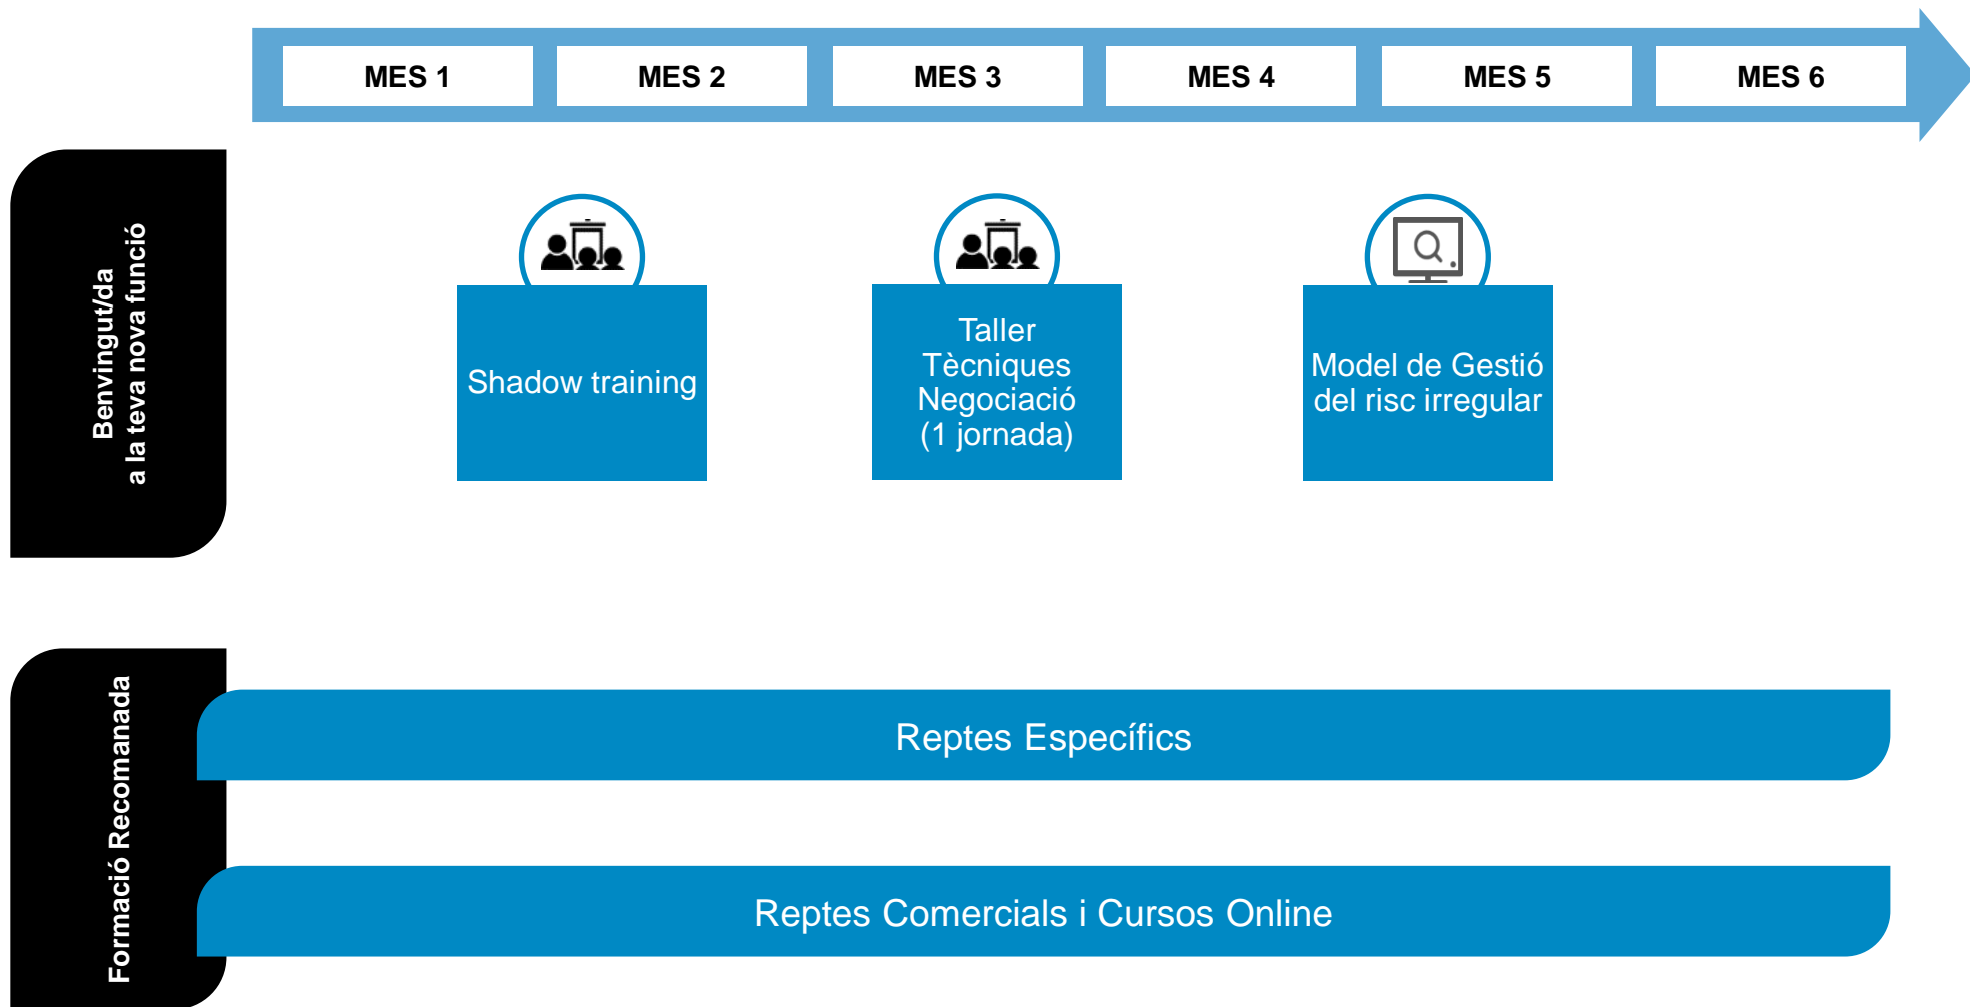 MES 1
MES 2
MES 3
MES 4
MES 5
MES 6
Benvingut/da
a la teva nova funció
Shadow training
Taller
Tècniques
Negociació
(1 jornada)
Model de Gestió
del risc irregular
Formació Recomanada
Reptes Específics
Reptes Comercials i Cursos Online